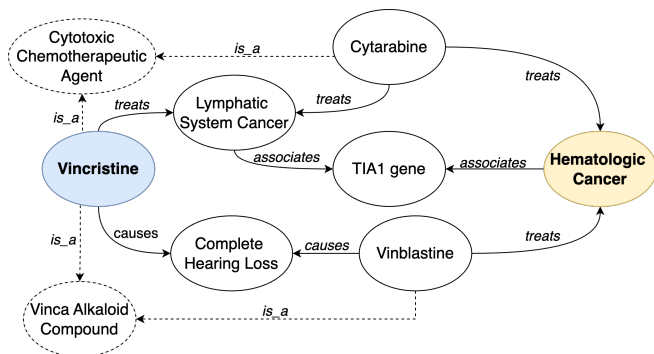 Cytotoxic
Chemotherapeutic
Agent
is_a
Cytarabine
treats
is_a
treats
Lymphatic
System Cancer
treats
Vincristine
associates
TIA1 gene
associates
Hematologic
Cancer
is_a
causes
Complete
Hearing Loss
causes
Vinblastine
treats
Vinca Alkaloid
Compound
is_a